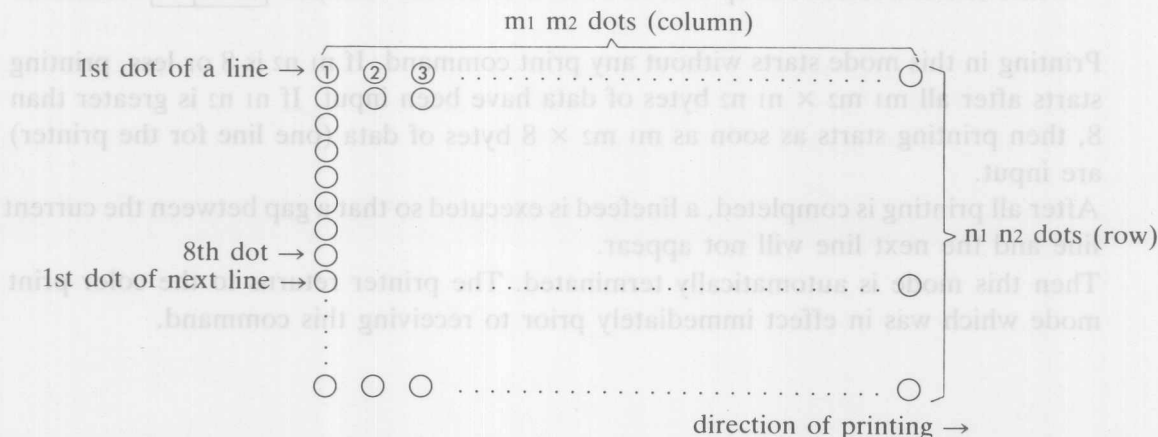 m1 m2 dots (column)
1st dot of a line → ① ② ③
8th dot →
1st dot of next line →
n1 n2 dots (row)
direction of printing →
Printing in this mode starts without any print command. If n1 n2 is 8 or less, printing
starts after all m1 m2 × n1 n2 bytes of data have been input. If n1 n2 is greater than
8, then printing starts as soon as m1 m2 × 8 bytes of data (one line for the printer)
are input.
After all printing is completed, a linefeed is executed so that a gap between the current
line and the next line will not appear.
Then this mode is automatically terminated. The printer returns to the color print
mode which was in effect immediately prior to receiving this command.